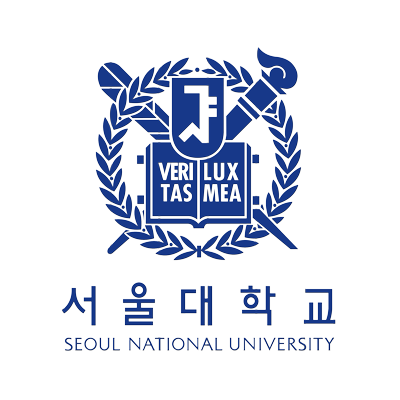 VERI LUX
TAS MEA
서울대학교
SEOUL NATIONAL UNIVERSITY